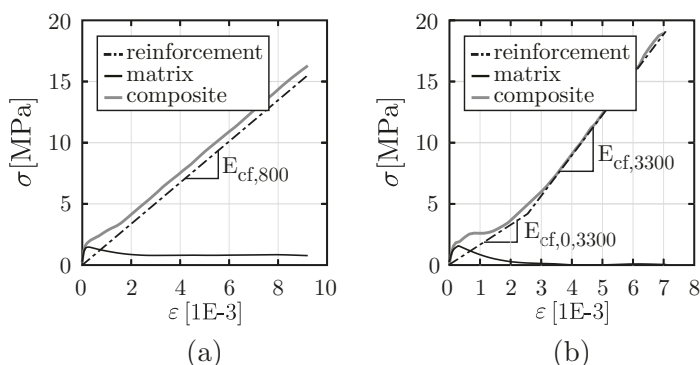 20
15
10
5
0
σ [MPa]
reinforcement
matrix
composite
E_cf,800
0 2 4 6 8 10
ε [1E-3]
(a)
20
15
10
5
0
σ [MPa]
reinforcement
matrix
composite
E_cf,3300
E_cf,0,3300
0 1 2 3 4 5 6 7 8
ε [1E-3]
(b)